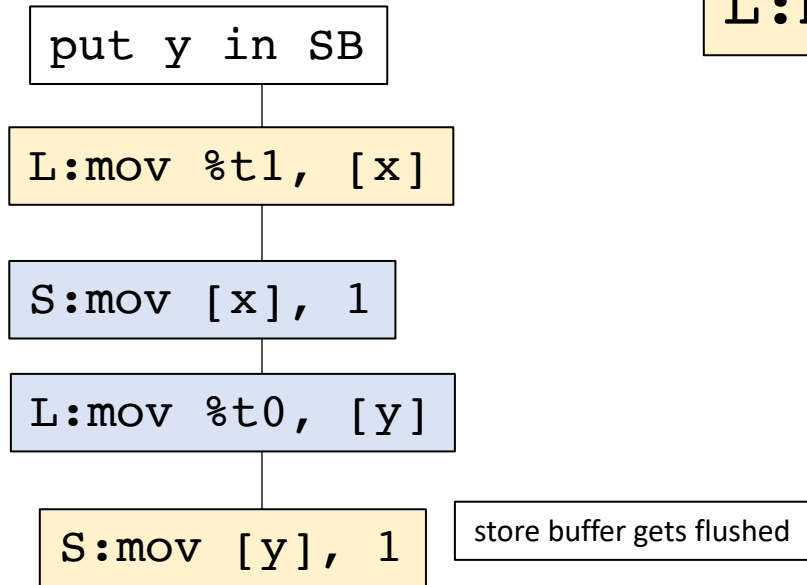 put y in SB
L:mov %t1, [x]
S:mov [x], 1
L:mov %t0, [y]
S:mov [y], 1
store buffer gets flushed